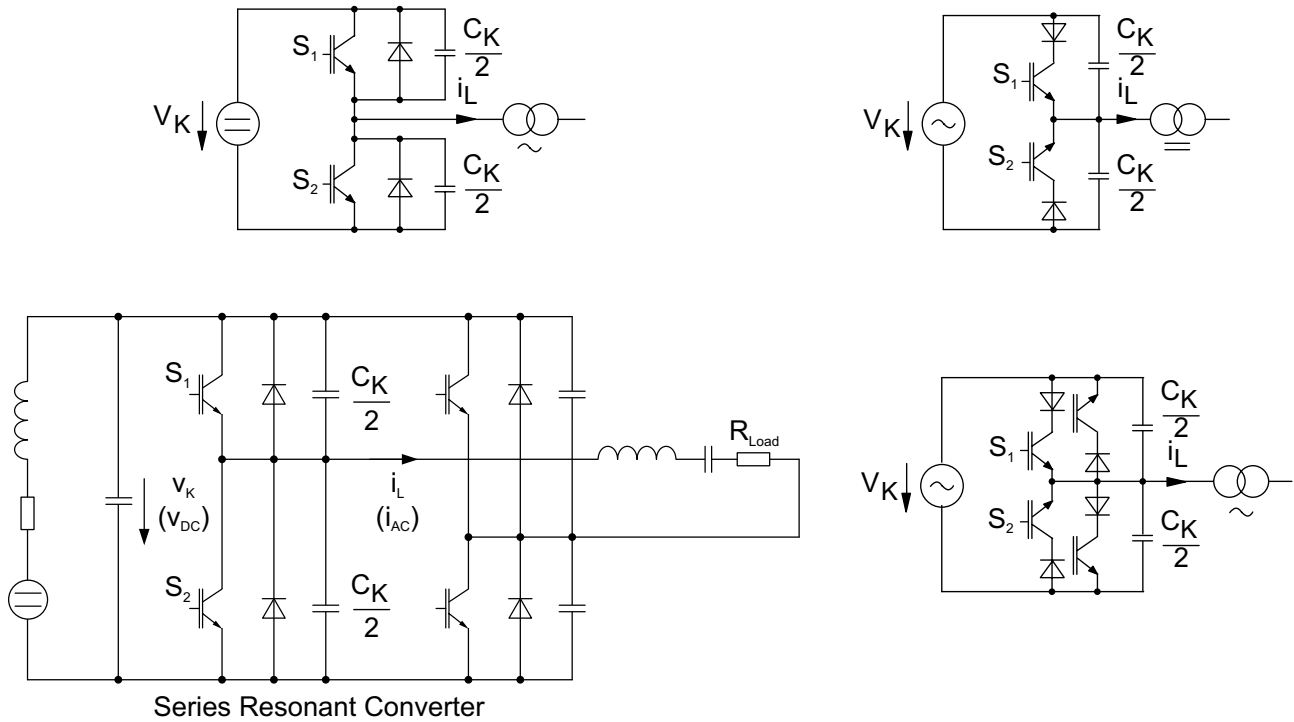 S1
CK
2
iL
VK
S2
CK
2
S1
CK
2
iL
VK
S2
CK
2
S1
CK
2
RLoad
vK
(vDC)
iL
(iAC)
S2
CK
2
Series Resonant Converter
S1
CK
2
iL
VK
S2
CK
2